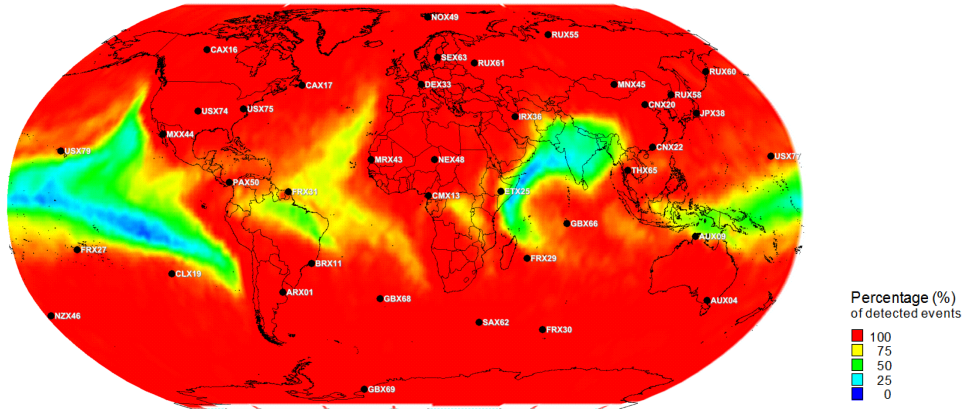 NOX49
RUX55
CAX16
SEX63
RUX61
RUX60
CAX17
DEX33
MNX45
RUX58
USX74
USX75
CNX20
IRX36
JPX38
MXX44
CNX22
USX79
MRX43
NEX48
USX77
THX65
PAX50
FRX31
CMX13
ETX25
GBX66
AUX09
FRX27
BRX11
FRX29
CLX19
ARX01
GBX68
AUX04
NZX46
SAX62
FRX30
GBX69
Percentage (%)
of detected events
100
75
50
25
0